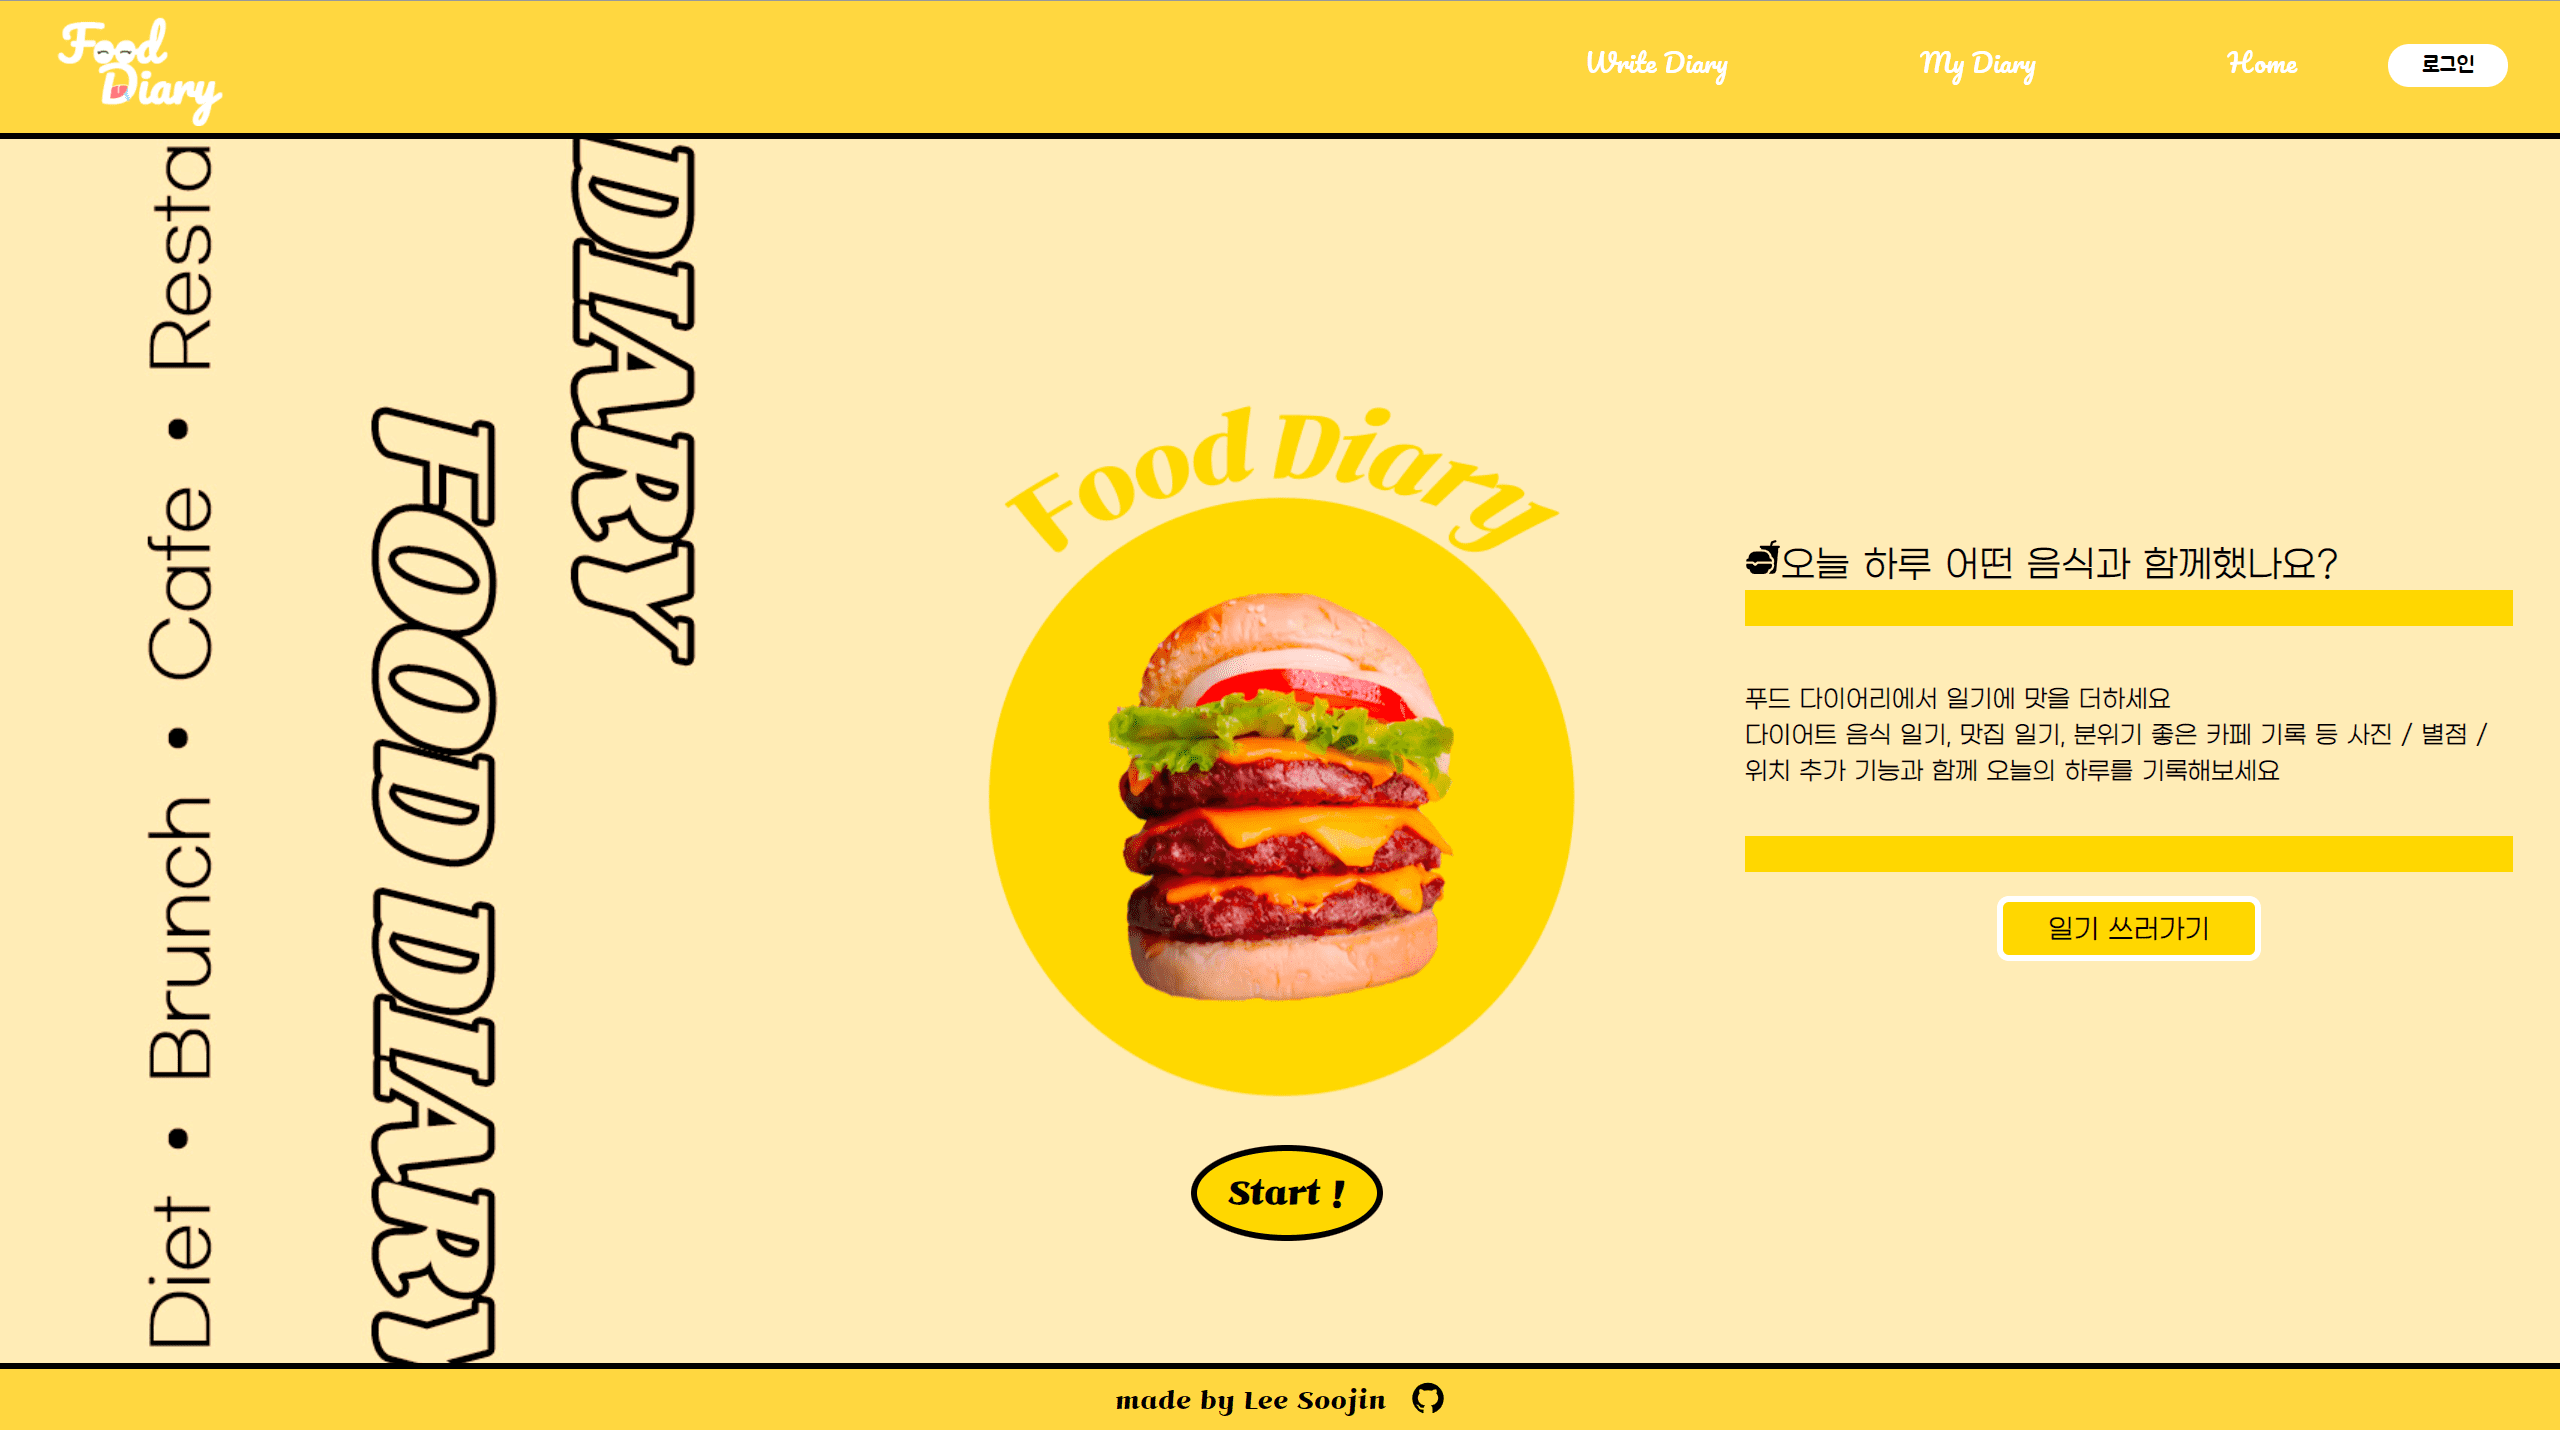 Food
Diary
Write Diary
My Diary
Home
로그인
Diet • Brunch • Cafe • Resta
FOOD DIARY
DIARY
Food Diary
Start !
오늘 하루 어떤 음식과 함께했나요?
푸드 다이어리에서 일기에 맛을 더하세요
다이어트 음식 일기, 맛집 일기, 분위기 좋은 카페 기록 등 사진 / 별점 /
위치 추가 기능과 함께 오늘의 하루를 기록해보세요
일기 쓰러가기
made by Lee Soojin